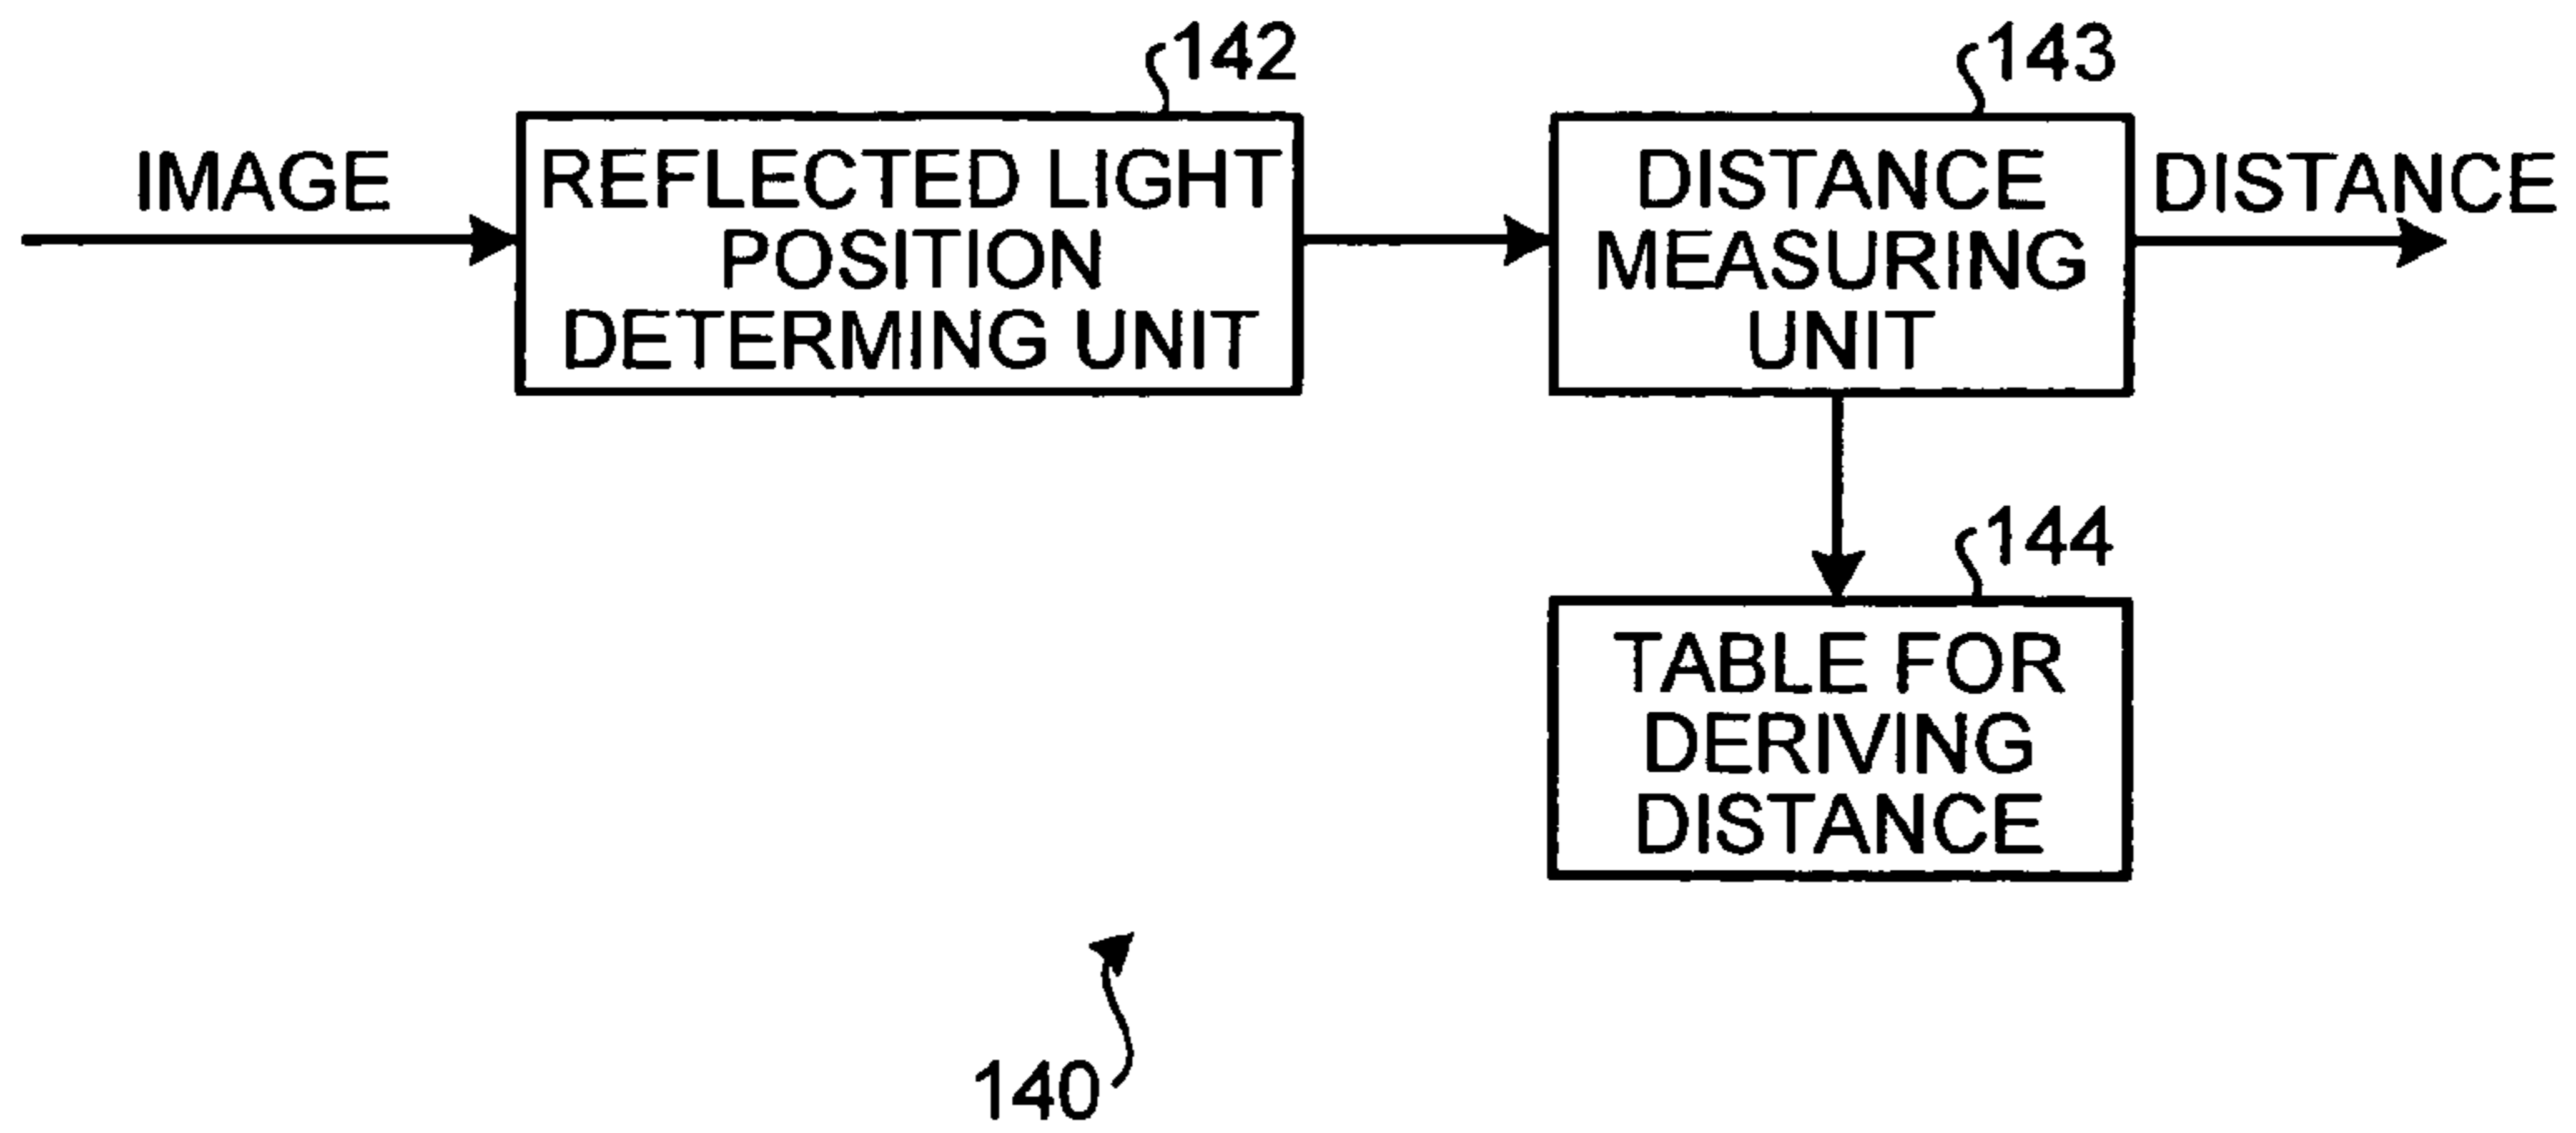 142
143
IMAGE
REFLECTED LIGHT
POSITION
DETERMING UNIT
DISTANCE
MEASURING
UNIT
DISTANCE
144
TABLE FOR
DERIVING
DISTANCE
140